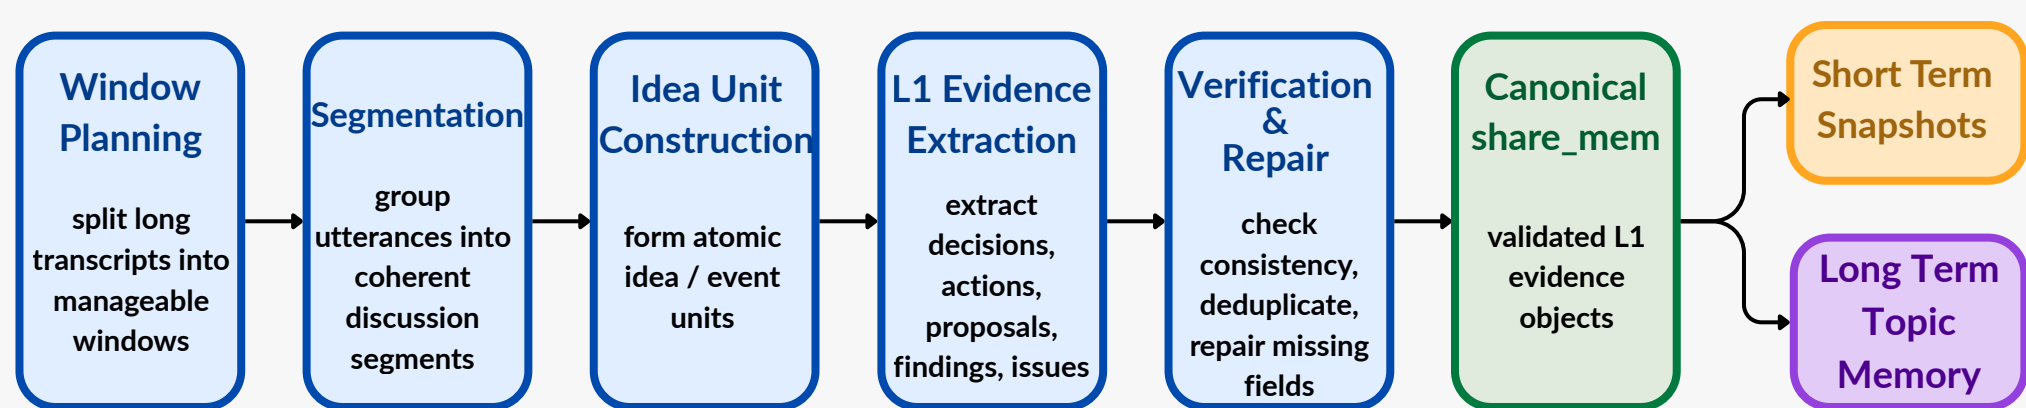 Window
Planning
split long
transcripts into
manageable
windows
Segmentation
group
utterances into
coherent
discussion
segments
Idea Unit
Construction
form atomic
idea / event
units
L1 Evidence
Extraction
extract
decisions,
actions,
proposals,
findings, issues
Verification
&
Repair
check
consistency,
deduplicate,
repair missing
fields
Canonical
share_mem
validated L1
evidence
objects
Short Term
Snapshots
Long Term
Topic
Memory